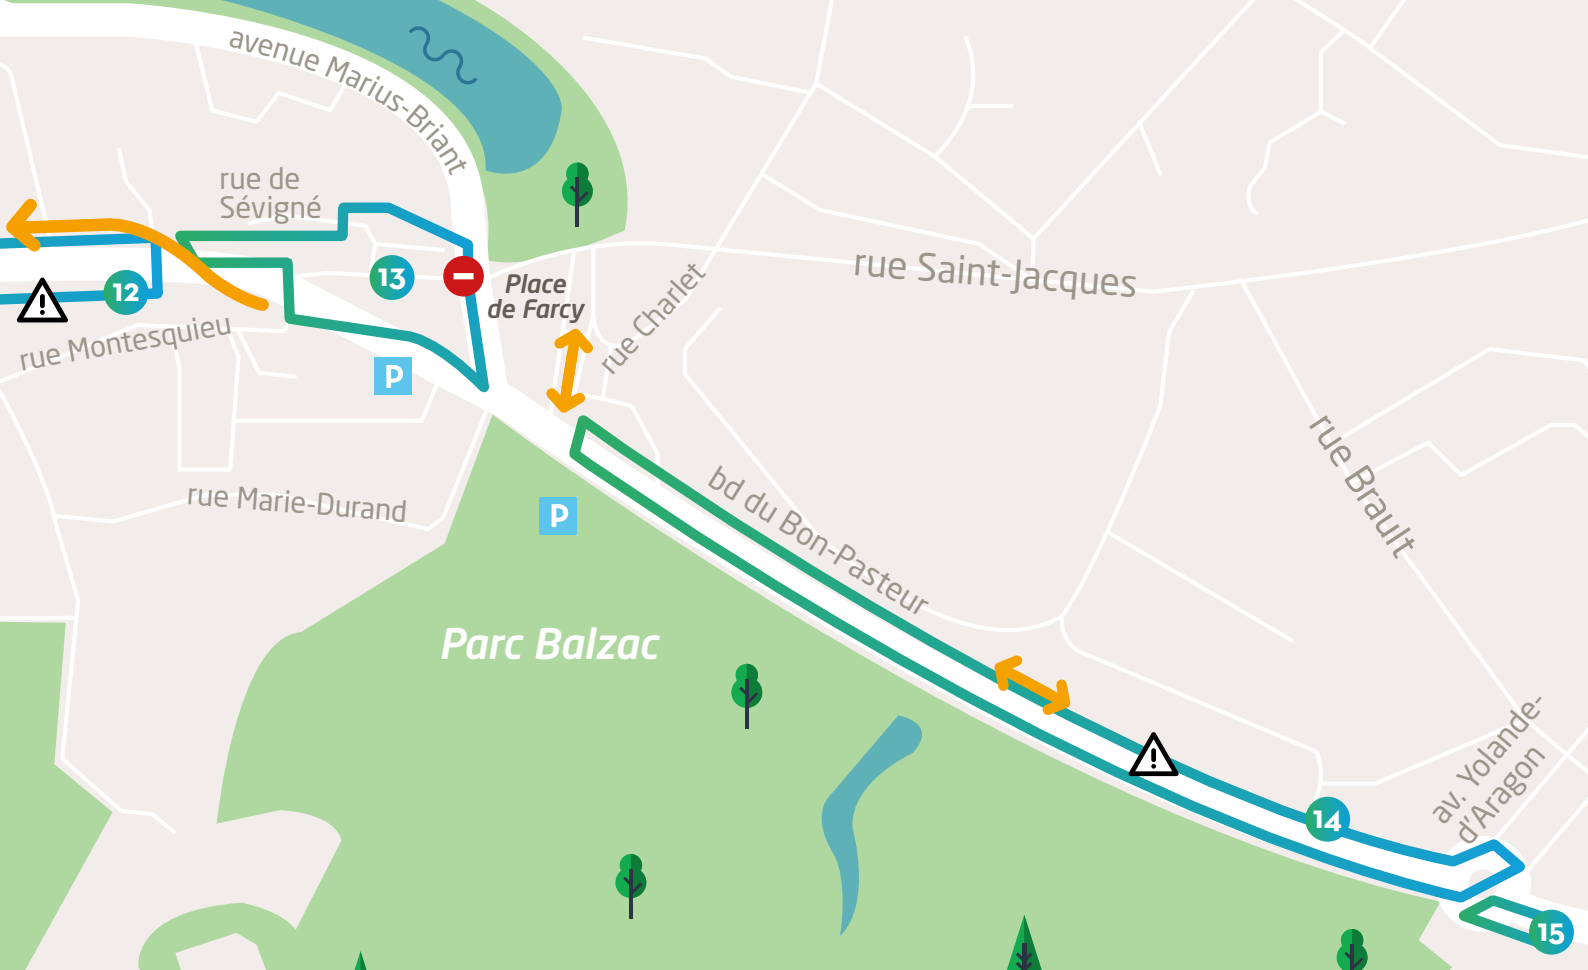 avenue Marius-Briant
rue de
Sévigné
13
12
Place
de Farcy
rue Charlet
rue Saint-Jacques
rue Montesquieu
P
rue Brault
rue Marie-Durand
P
bd du Bon-Pasteur
Parc Balzac
!
!
14
av. Yolande-
d'Aragon
15